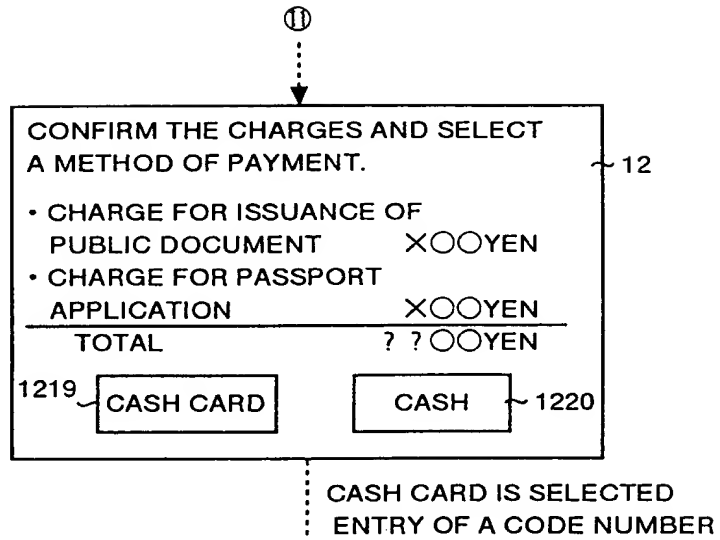 ⑪
CONFIRM THE CHARGES AND SELECT
A METHOD OF PAYMENT.
12
・CHARGE FOR ISSUANCE OF
PUBLIC DOCUMENT ×○○YEN
・CHARGE FOR PASSPORT
APPLICATION ×○○YEN
TOTAL ? ?○○YEN
1219 CASH CARD CASH 1220
CASH CARD IS SELECTED
ENTRY OF A CODE NUMBER